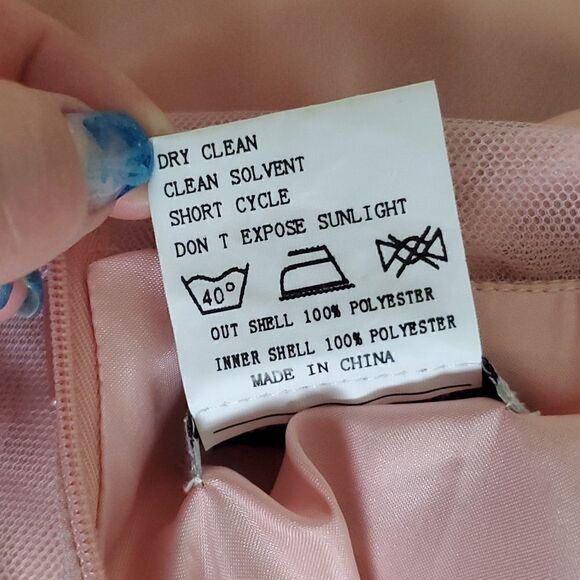 DRY CLEAN
CLEAN SOLVENT
SHORT CYCLE
DON T EXPOSE SUNLIGHT
40°
OUT SHELL 100% POLYESTER
INNER SHELL 100% POLYESTER
MADE IN CHINA